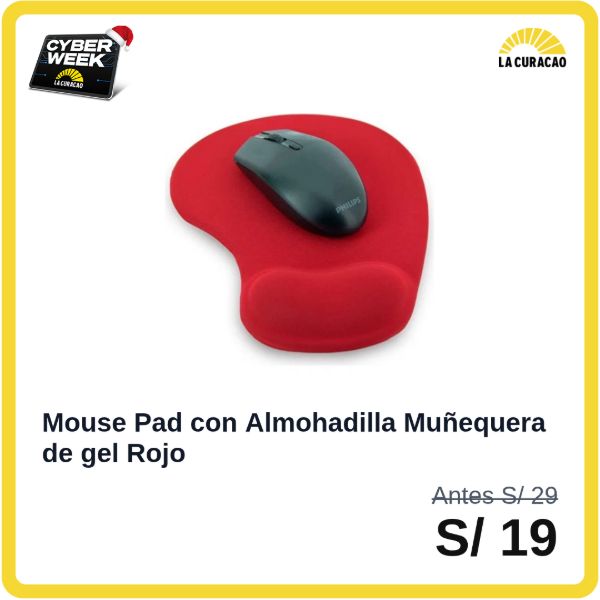 CYBER
WEEK
LA CURACAO
LA CURACAO
PHILIPS
Mouse Pad con Almohadilla Muñequera
de gel Rojo
Antes S/ 29
S/ 19